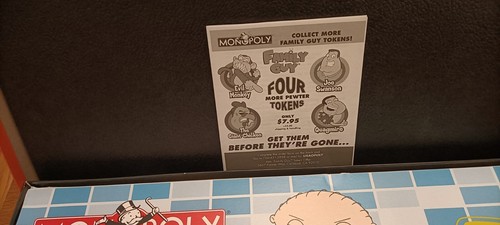 MONOPOLY
COLLECT MORE
FAMILY GUY TOKENS!
FAMILY
GUY
Evil
Monkey
Joe
Swanson
FOUR
MORE PEWTER
TOKENS
ONLY
$7.95
The
Giant Chicken
Quagmire
GET THEM
BEFORE THEY'RE GONE...
MONOPOLY